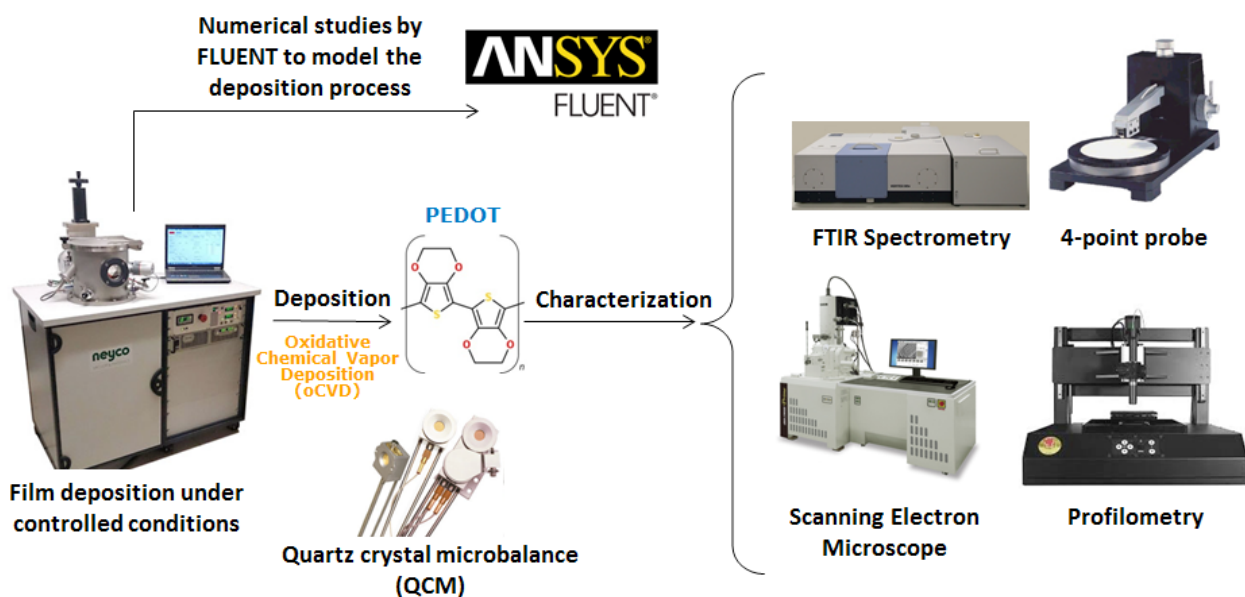 Numerical studies by
FLUENT to model the
deposition process
ANSYS®
FLUENT®
neyco
Film deposition under
controlled conditions
Deposition
Oxidative
Chemical Vapor
Deposition
(oCVD)
PEDOT
O
O
S
S
O
O
n
Quartz crystal microbalance
(QCM)
Characterization
FTIR Spectrometry
4-point probe
Scanning Electron
Microscope
Profilometry